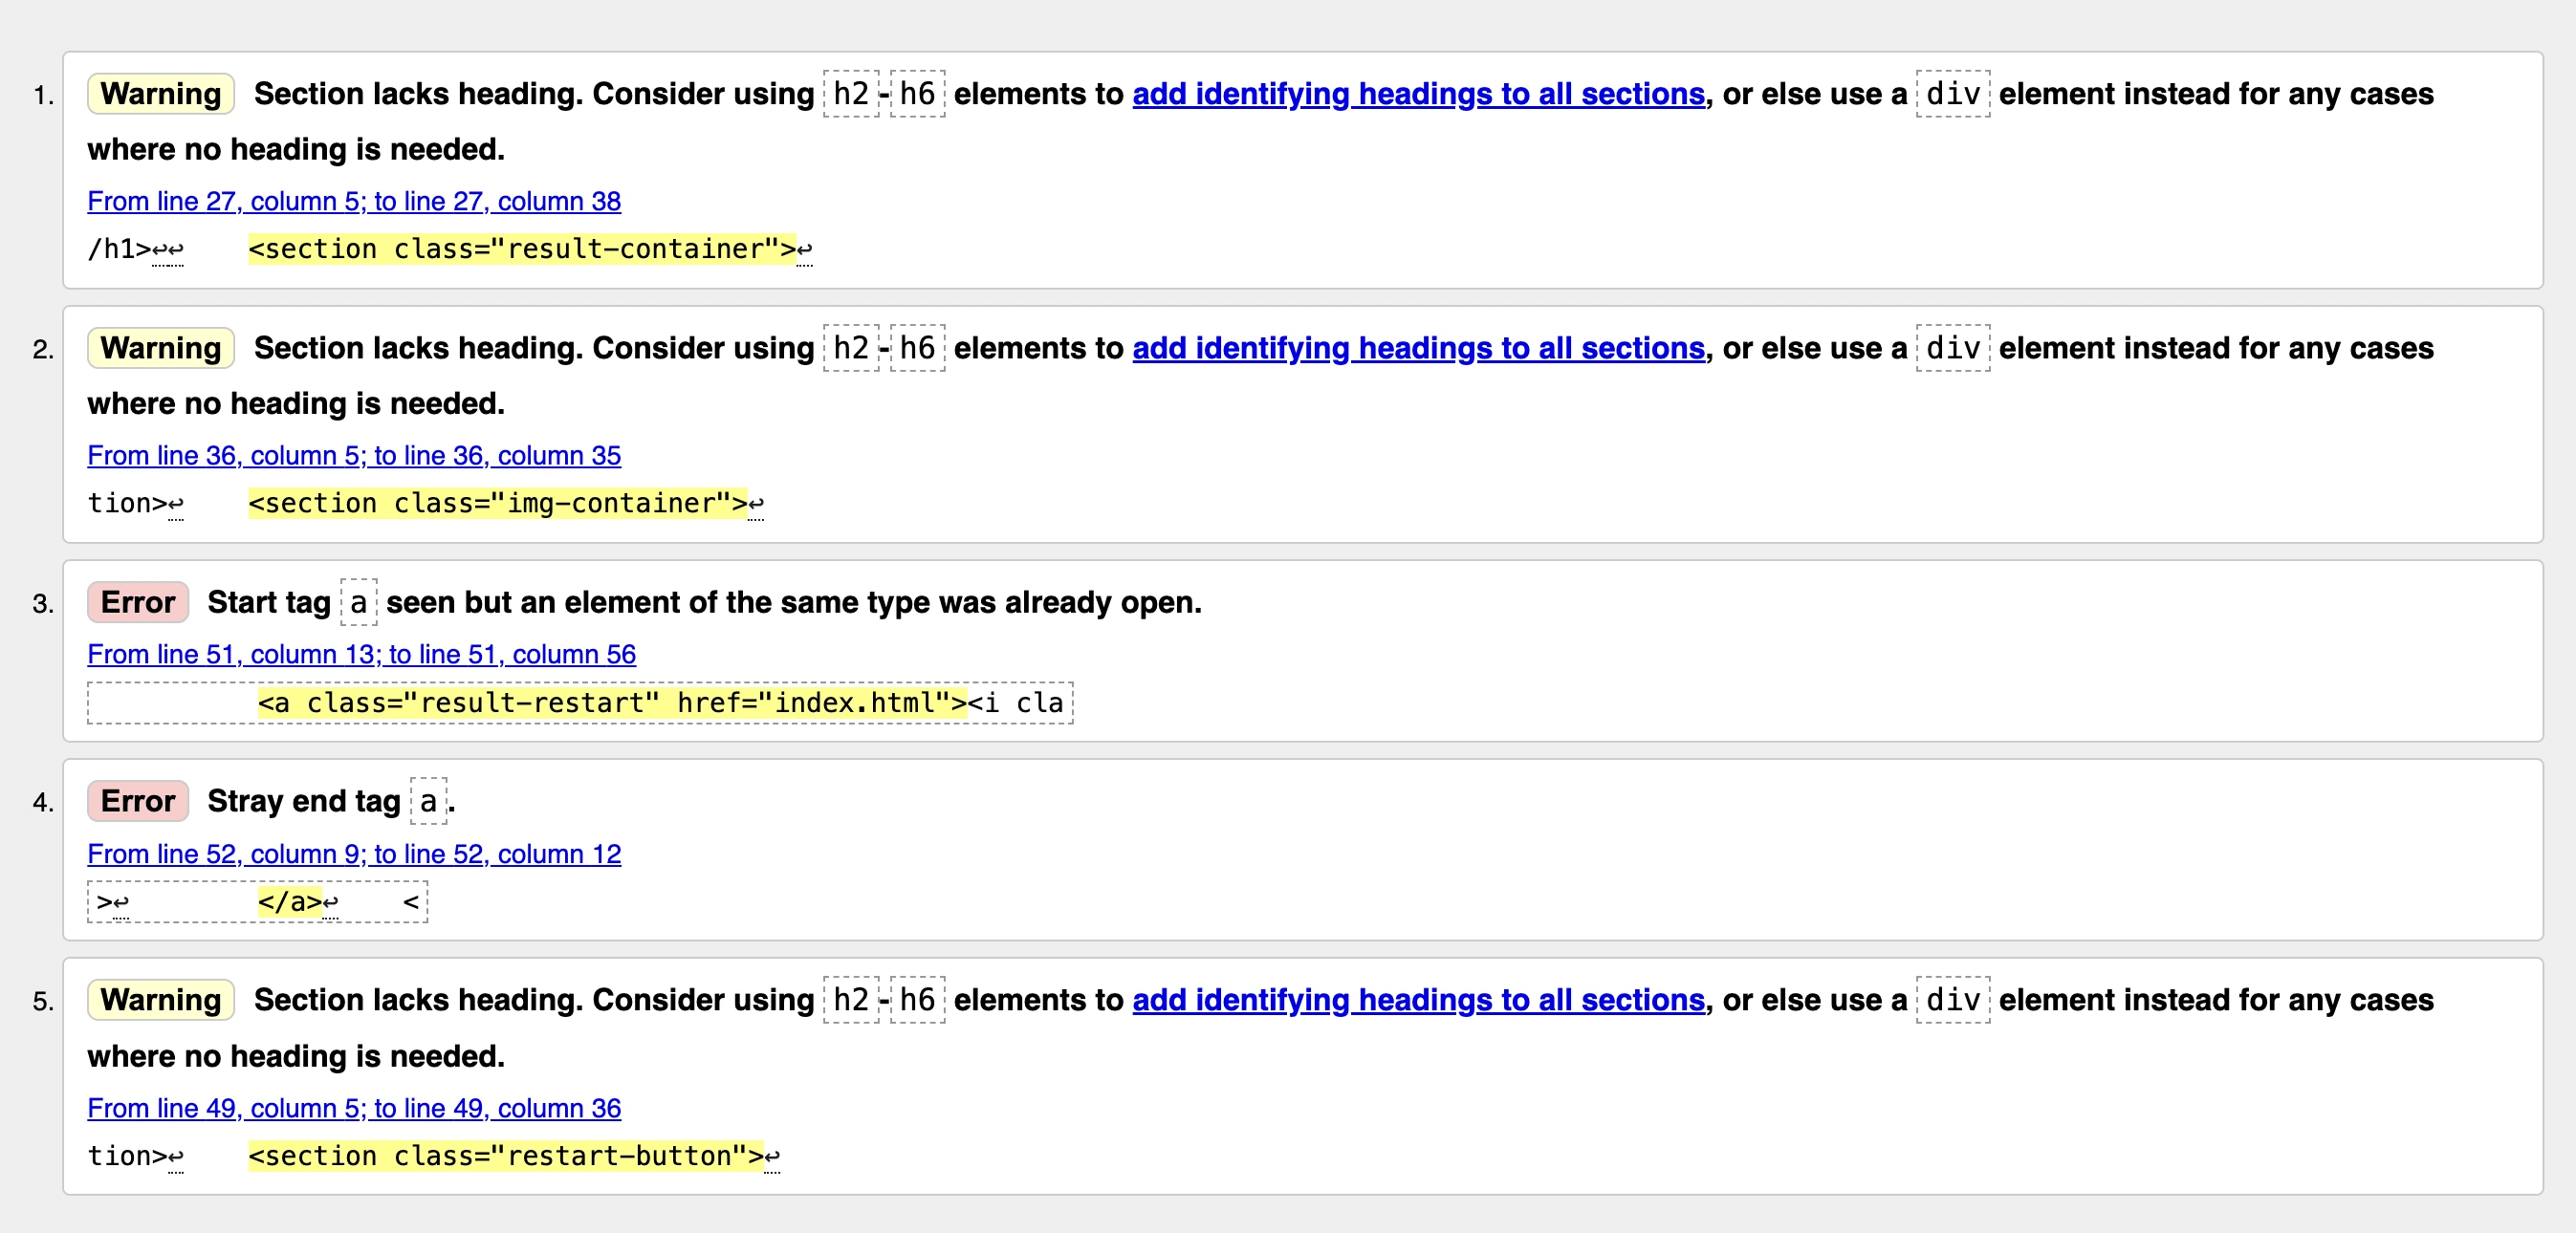 1. Warning Section lacks heading. Consider using h2-h6 elements to add identifying headings to all sections, or else use a div element instead for any cases
where no heading is needed.
From line 27, column 5; to line 27, column 38
/h1>↩↩    <section class="result-container">↩
2. Warning Section lacks heading. Consider using h2-h6 elements to add identifying headings to all sections, or else use a div element instead for any cases
where no heading is needed.
From line 36, column 5; to line 36, column 35
tion>↩    <section class="img-container">↩
3. Error Start tag a seen but an element of the same type was already open.
From line 51, column 13; to line 51, column 56
<a class="result-restart" href="index.html"><i cla
4. Error Stray end tag a.
From line 52, column 9; to line 52, column 12
>↩        </a>↩    <
5. Warning Section lacks heading. Consider using h2-h6 elements to add identifying headings to all sections, or else use a div element instead for any cases
where no heading is needed.
From line 49, column 5; to line 49, column 36
tion>↩    <section class="restart-button">↩